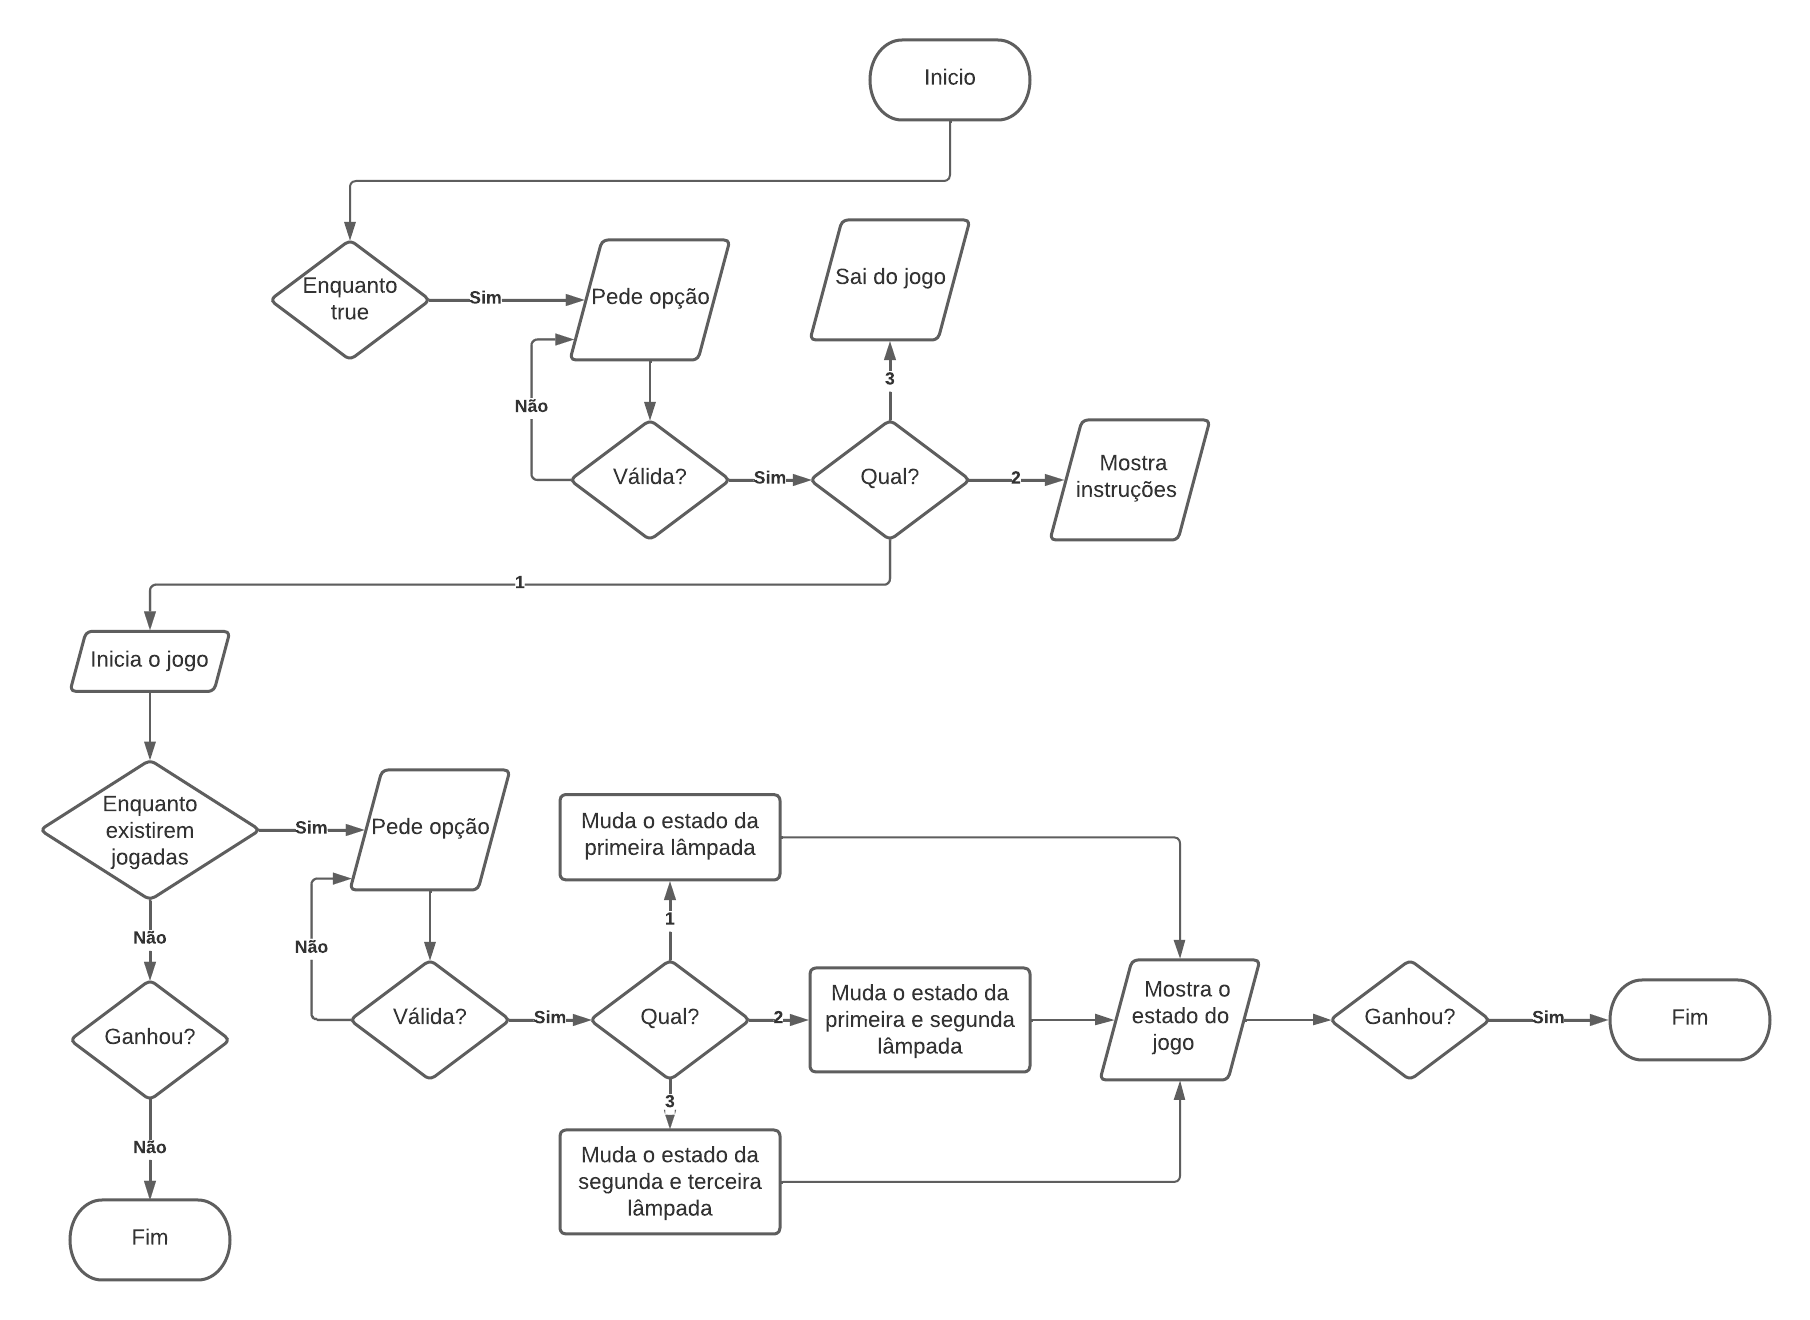 Inicio
Enquanto
true
Sim
Pede opção
Não
Válida?
Sim
Qual?
3
Sai do jogo
2
Mostra
instruções
1
Inicia o jogo
Enquanto
existirem
jogadas
Sim
Pede opção
Não
Válida?
Sim
Qual?
1
Muda o estado da
primeira lâmpada
2
Muda o estado da
primeira e segunda
lâmpada
3
Muda o estado da
segunda e terceira
lâmpada
Mostra o
estado do
jogo
Ganhou?
Sim
Fim
Não
Ganhou?
Não
Fim